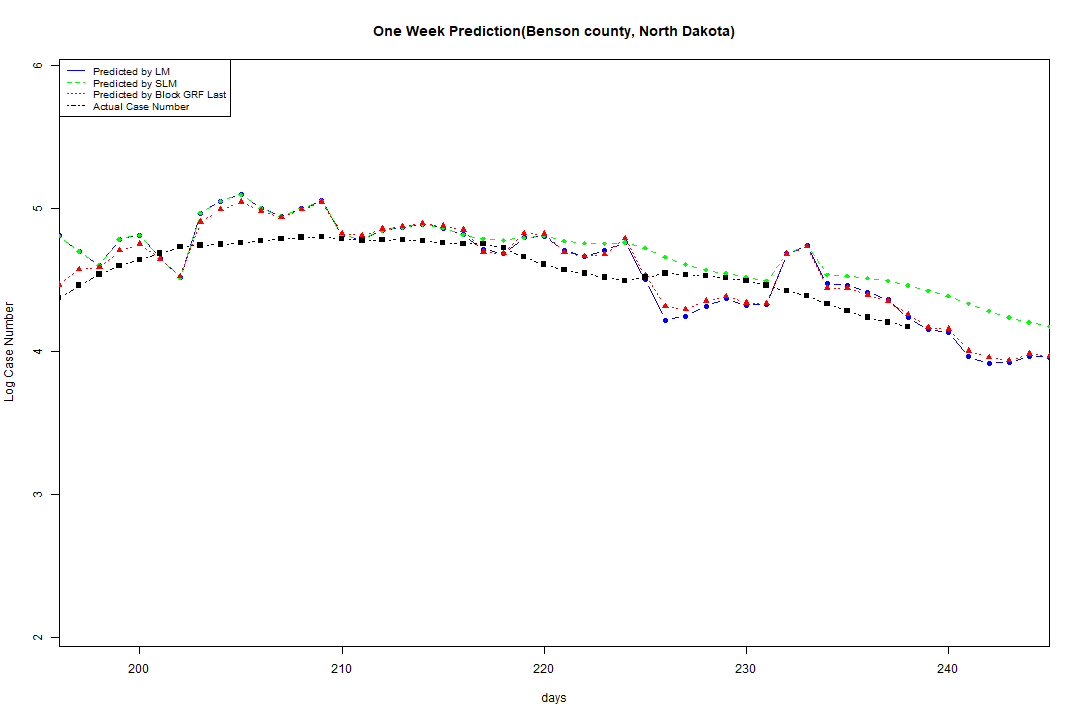 One Week Prediction(Benson county, North Dakota)
Predicted by LM
Predicted by SLM
Predicted by Block GRF Last
Actual Case Number
6
5
4
3
2
Log Case Number
200 210 220 230 240
days